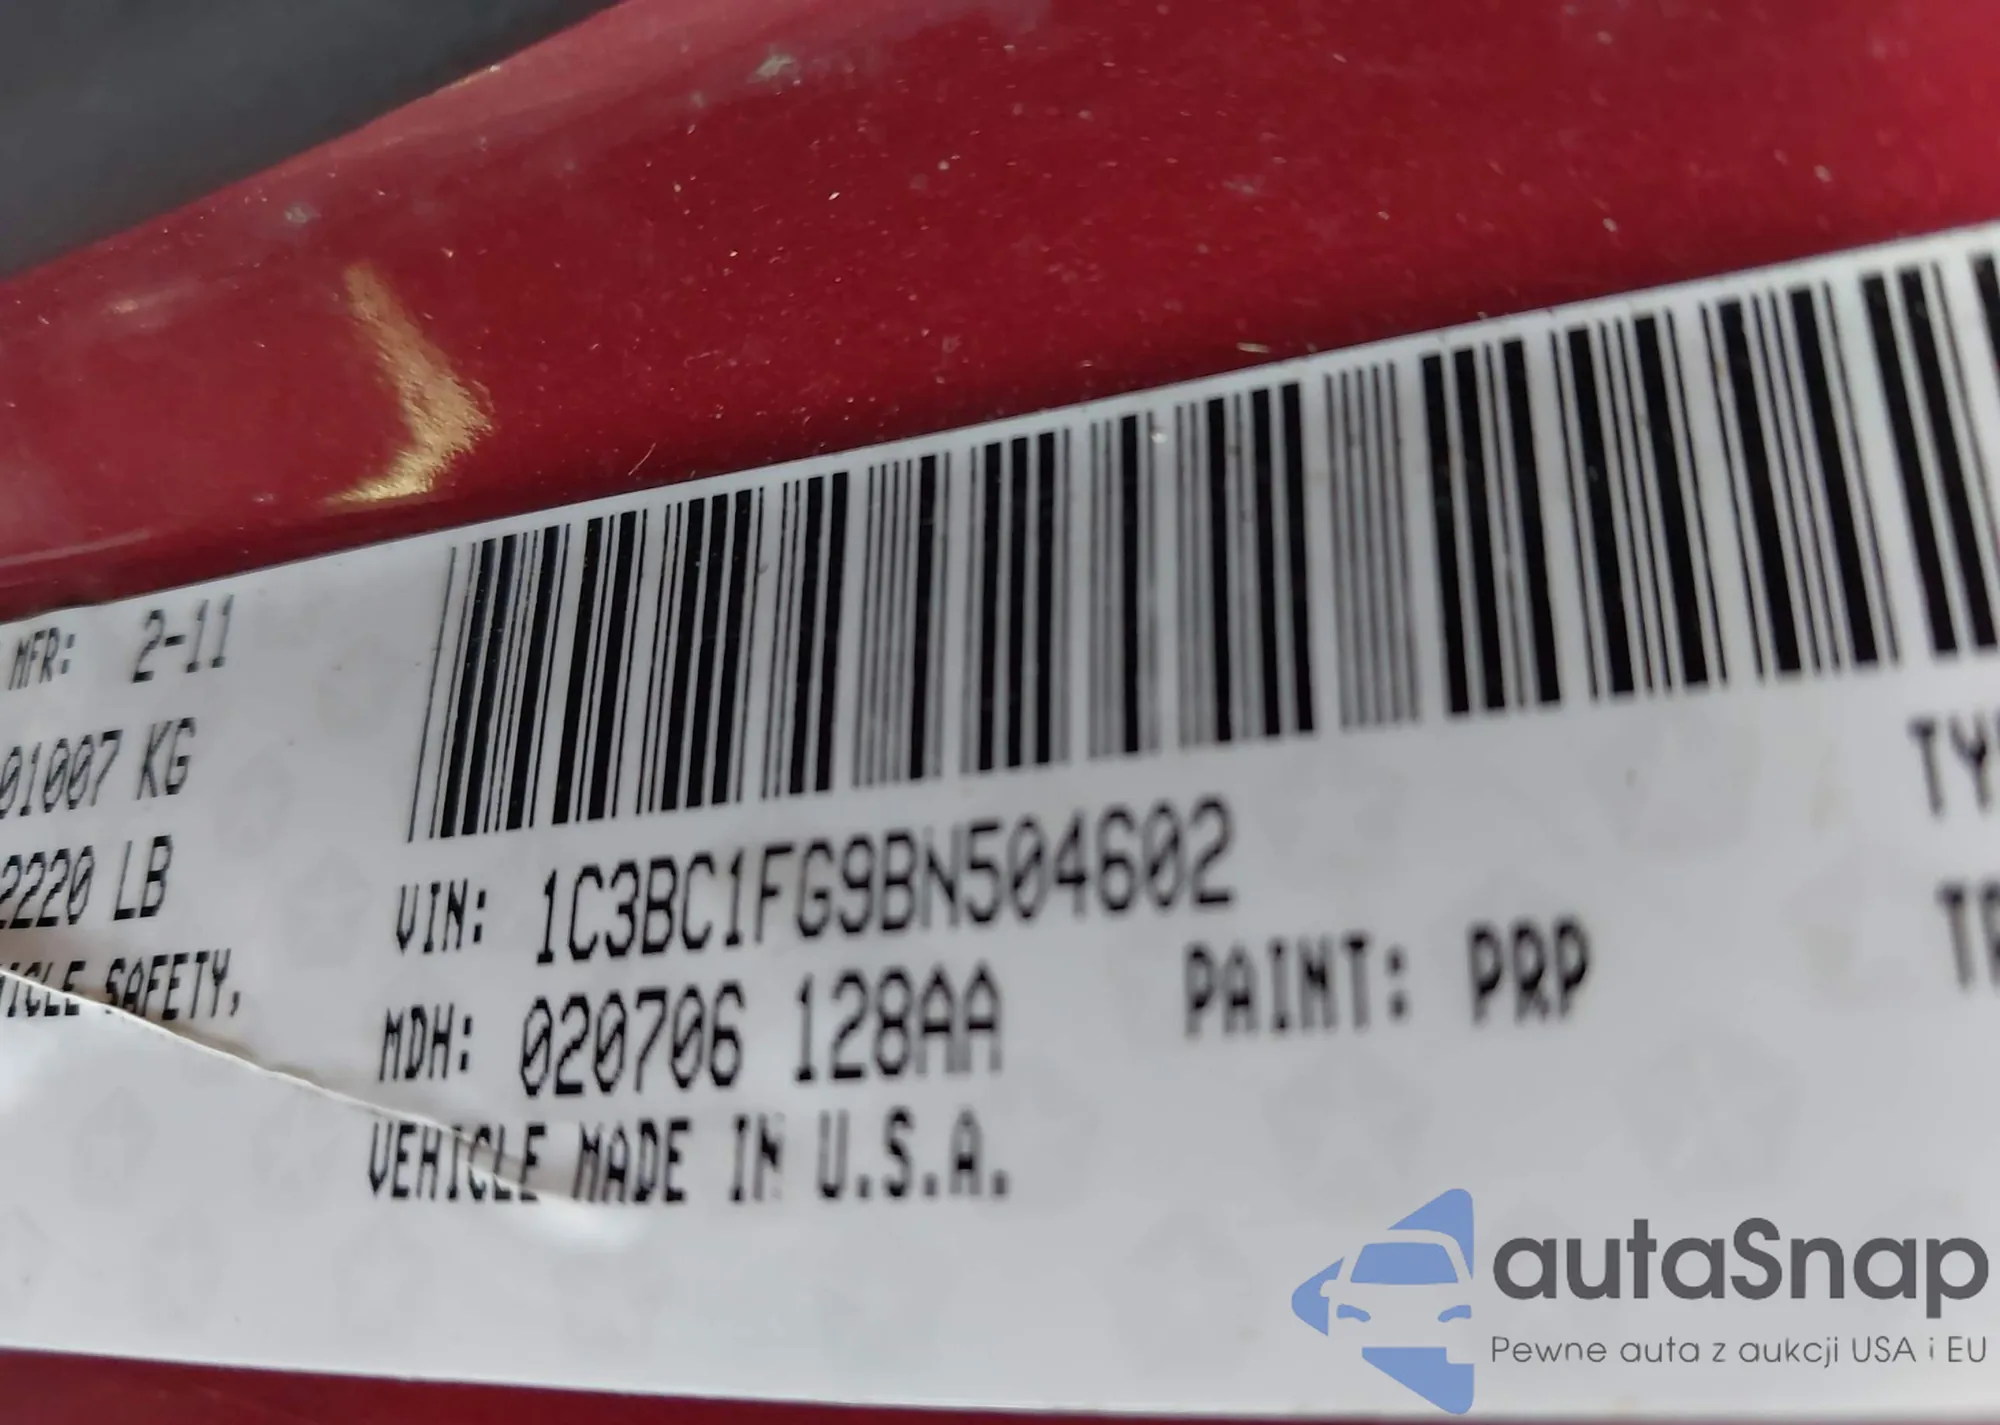 MFR: 2-11
01007 KG
2220 LB
SAFETY,
VIN: 1C3BC1FG9BN504602
MDH: 020706 128AA
PAINT: PRP
VEHICLE MADE IN U.S.A.
autaSnap
Pewne auta z aukcji USA i EU